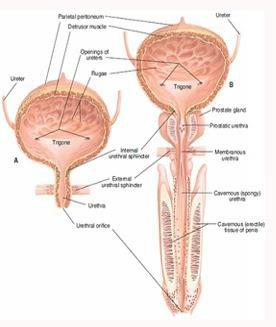 Parietal peritoneum
Detrusor muscle
Openings of
ureters
Rugae
Ureter
Trigone
A
Internal
urethral sphincter
External
urethral sphincter
Urethra
Urethral orifice
Ureter
B
Trigone
Prostate gland
Prostatic urethra
Membranous
urethra
Cavernous (spongy)
urethra
Cavernous (erectile)
tissue of penis